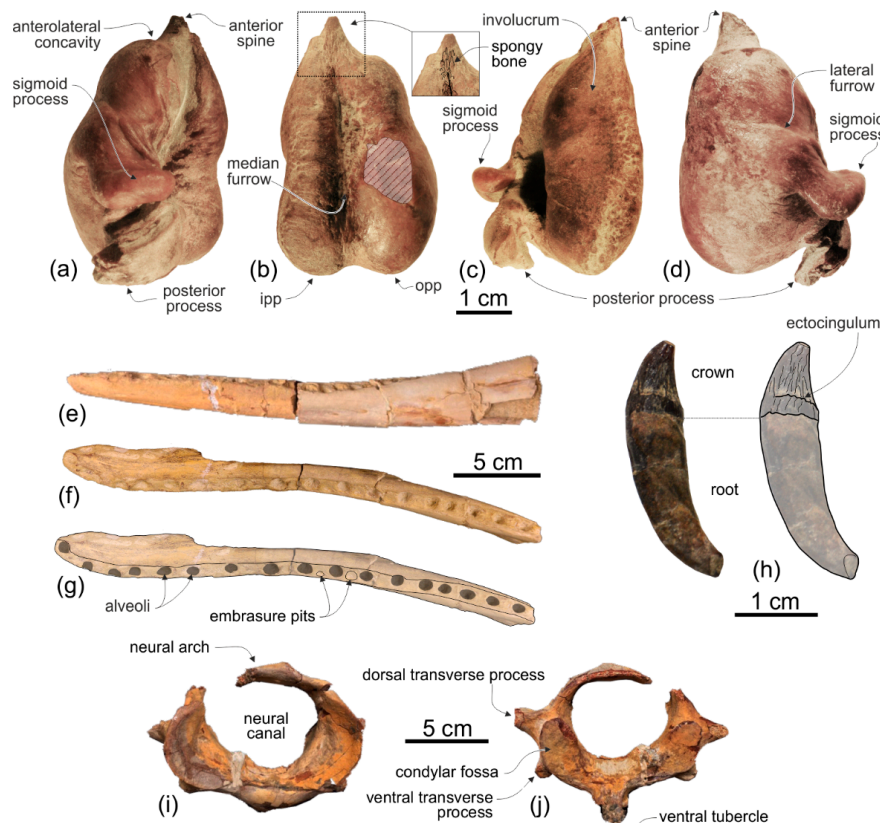 anterolateral
concavity
anterior
spine
involucrum
anterior
spine
spongy
bone
lateral
furrow
sigmoid
process
sigmoid
process
sigmoid
process
median
furrow
(a)
(b)
(c)
(d)
posterior
process
ipp
opp
1 cm
posterior process
ectocingulum
crown
(e)
5 cm
(f)
root
(g)
(h)
alveoli
embrasure pits
1 cm
neural arch
dorsal transverse process
neural
canal
5 cm
condylar fossa
ventral transverse
process
(i)
(j)
ventral tubercle